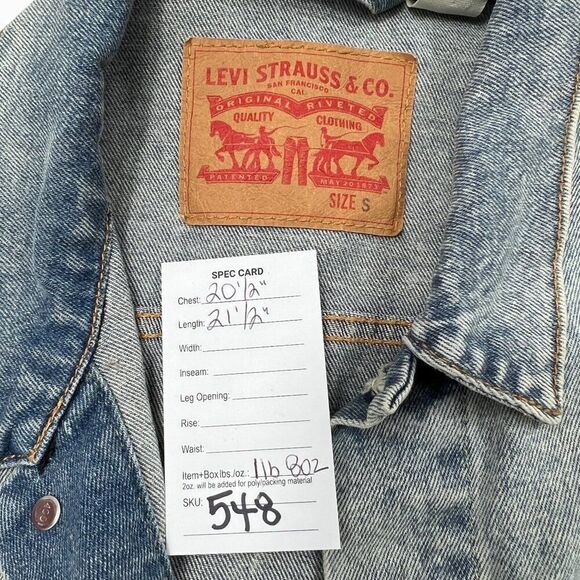 LEVI STRAUSS & CO.
SAN FRANCISCO
CAL.
ORIGINAL RIVETED
QUALITY CLOTHING
PATENTED MAY 20 1873
SIZE S
SPEC CARD
Chest: 20 1/2"
Length: 21 1/2"
Width:
Inseam:
Leg Opening:
Rise:
Waist:
Item+Box lbs./oz.: 1lb 8oz
2oz. will be added for poly/packing material
SKU: 548